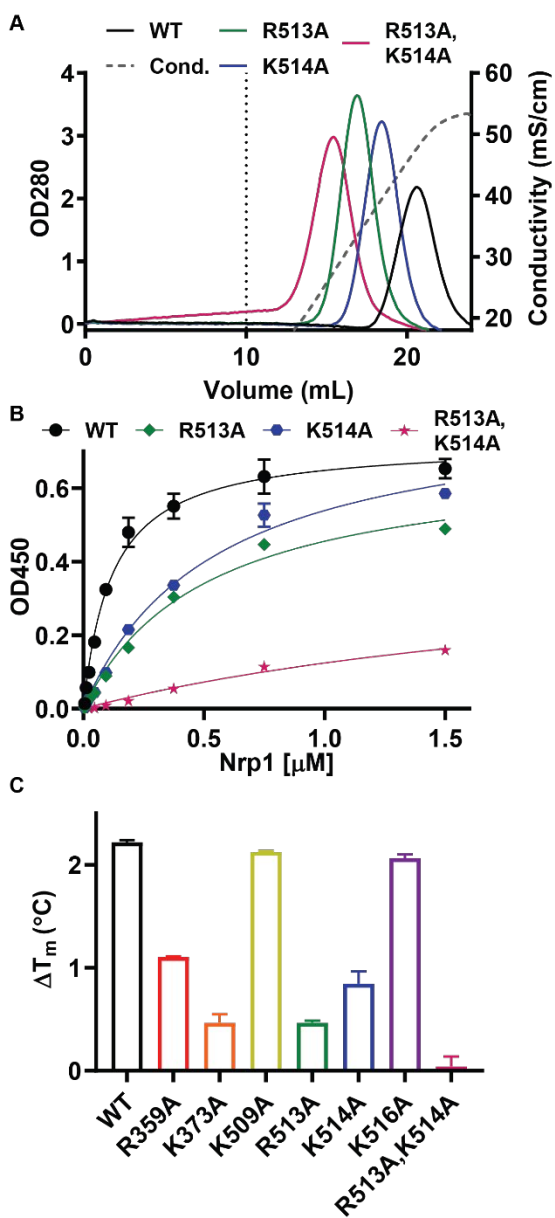 A
WT
R513A
R513A,
K514A
Cond.
K514A
4
3
2
1
0
OD280
60
50
40
30
20
Conductivity (mS/cm)
0
10
20
Volume (mL)
B
WT
R513A
K514A
R513A,
K514A
0.6
0.4
0.2
0.0
OD450
0.0
0.5
1.0
1.5
Nrp1 [µM]
C
2
1
0
ΔTm (°C)
WT
R359A
K373A
K509A
R513A
K514A
K516A
R513A,K514A